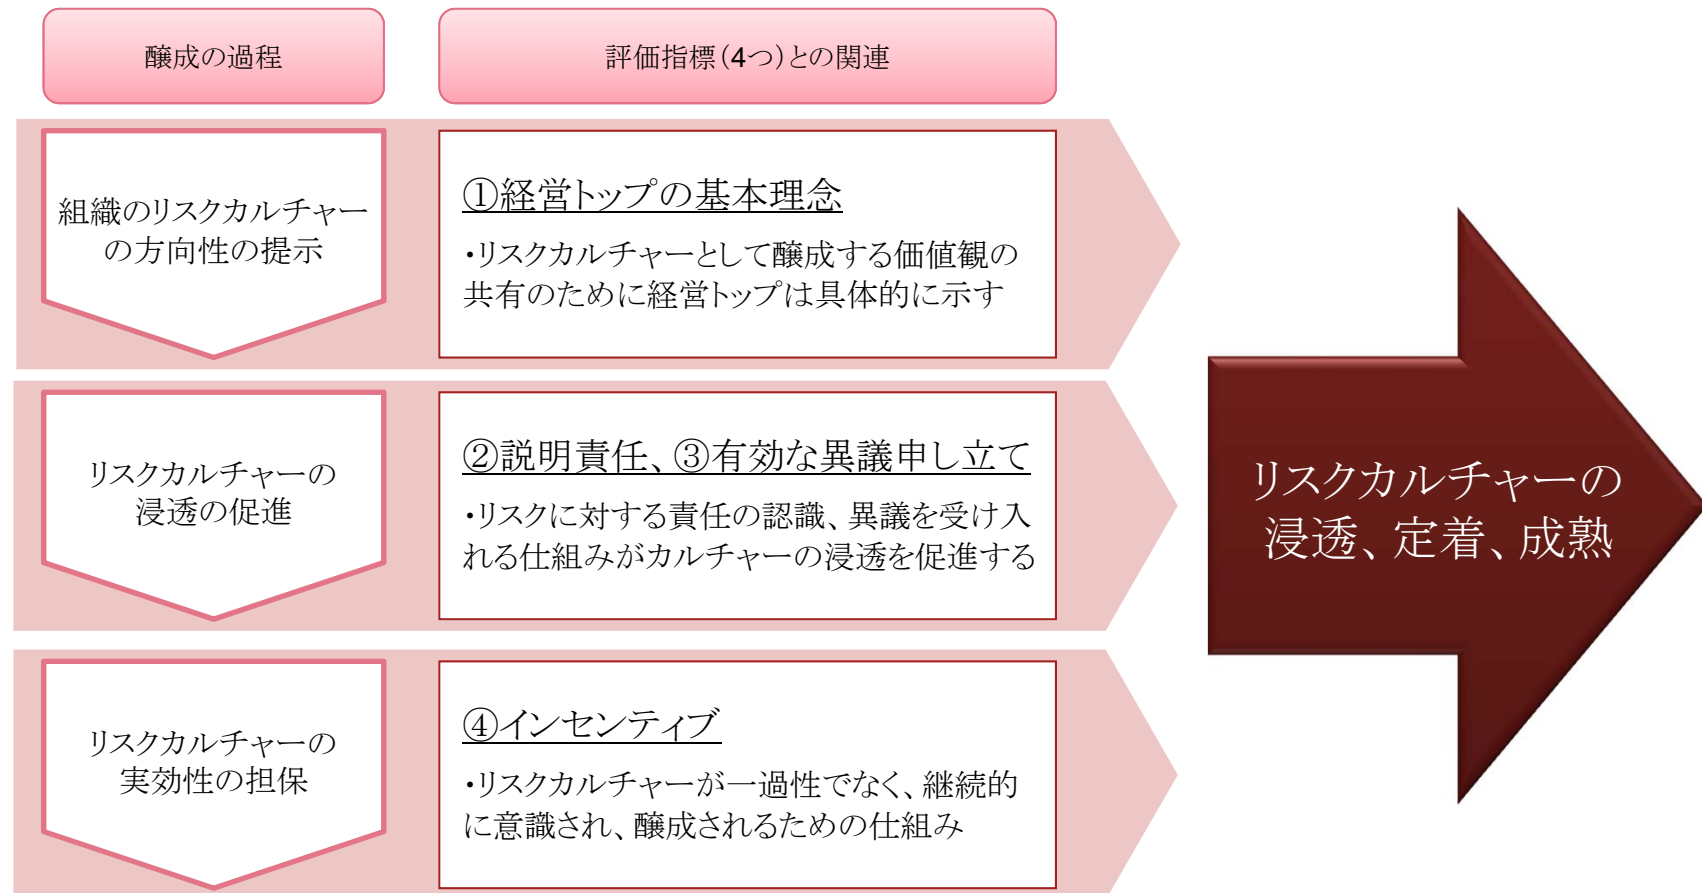 醸成の過程
評価指標(4つ)との関連
組織のリスクカルチャー
の方向性の提示
①経営トップの基本理念
・リスクカルチャーとして醸成する価値観の
共有のために経営トップは具体的に示す
リスクカルチャーの
浸透の促進
②説明責任、③有効な異議申し立て
・リスクに対する責任の認識、異議を受け入
れる仕組みがカルチャーの浸透を促進する
リスクカルチャーの
実効性の担保
④インセンティブ
・リスクカルチャーが一過性でなく、継続的
に意識され、醸成されるための仕組み
リスクカルチャーの
浸透、定着、成熟